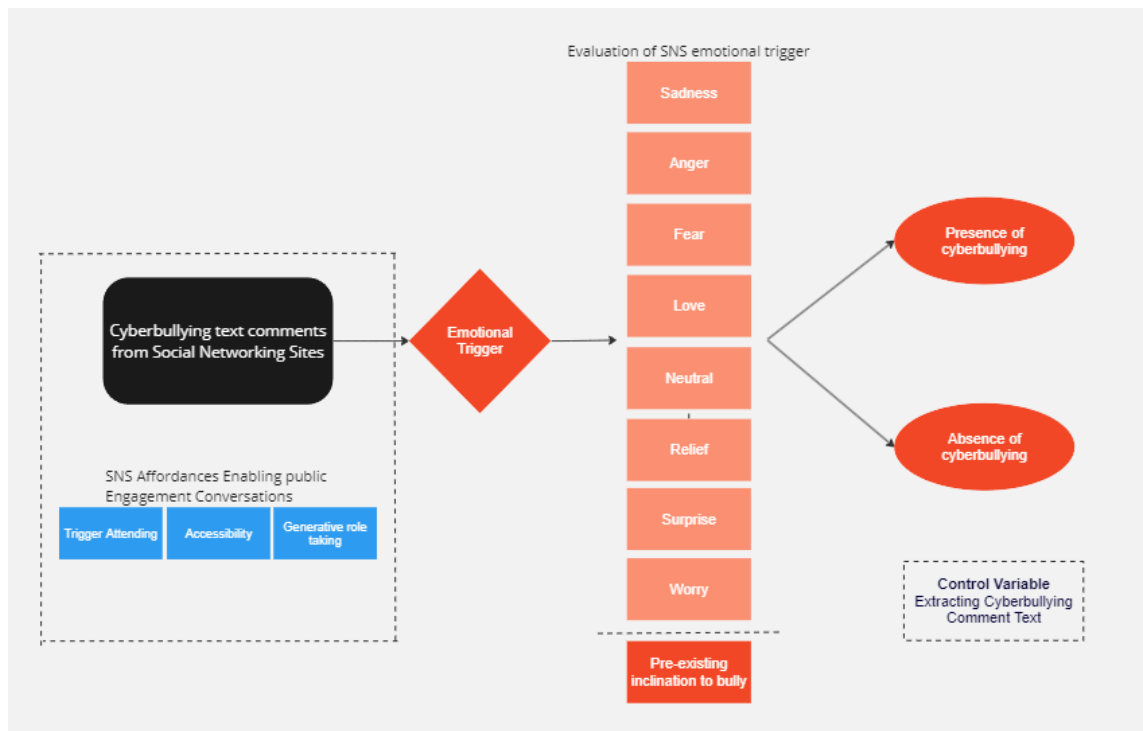 Evaluation of SNS emotional trigger
Sadness
Anger
Fear
Love
Neutral
Relief
Surprise
Worry
Pre-existing
inclination to bully
Cyberbullying text comments
from Social Networking Sites
Emotional
Trigger
SNS Affordances Enabling public
Engagement Conversations
Trigger Attending
Accessibility
Generative role
taking
Presence of
cyberbullying
Absence of
cyberbullying
Control Variable
Extracting Cyberbullying
Comment Text